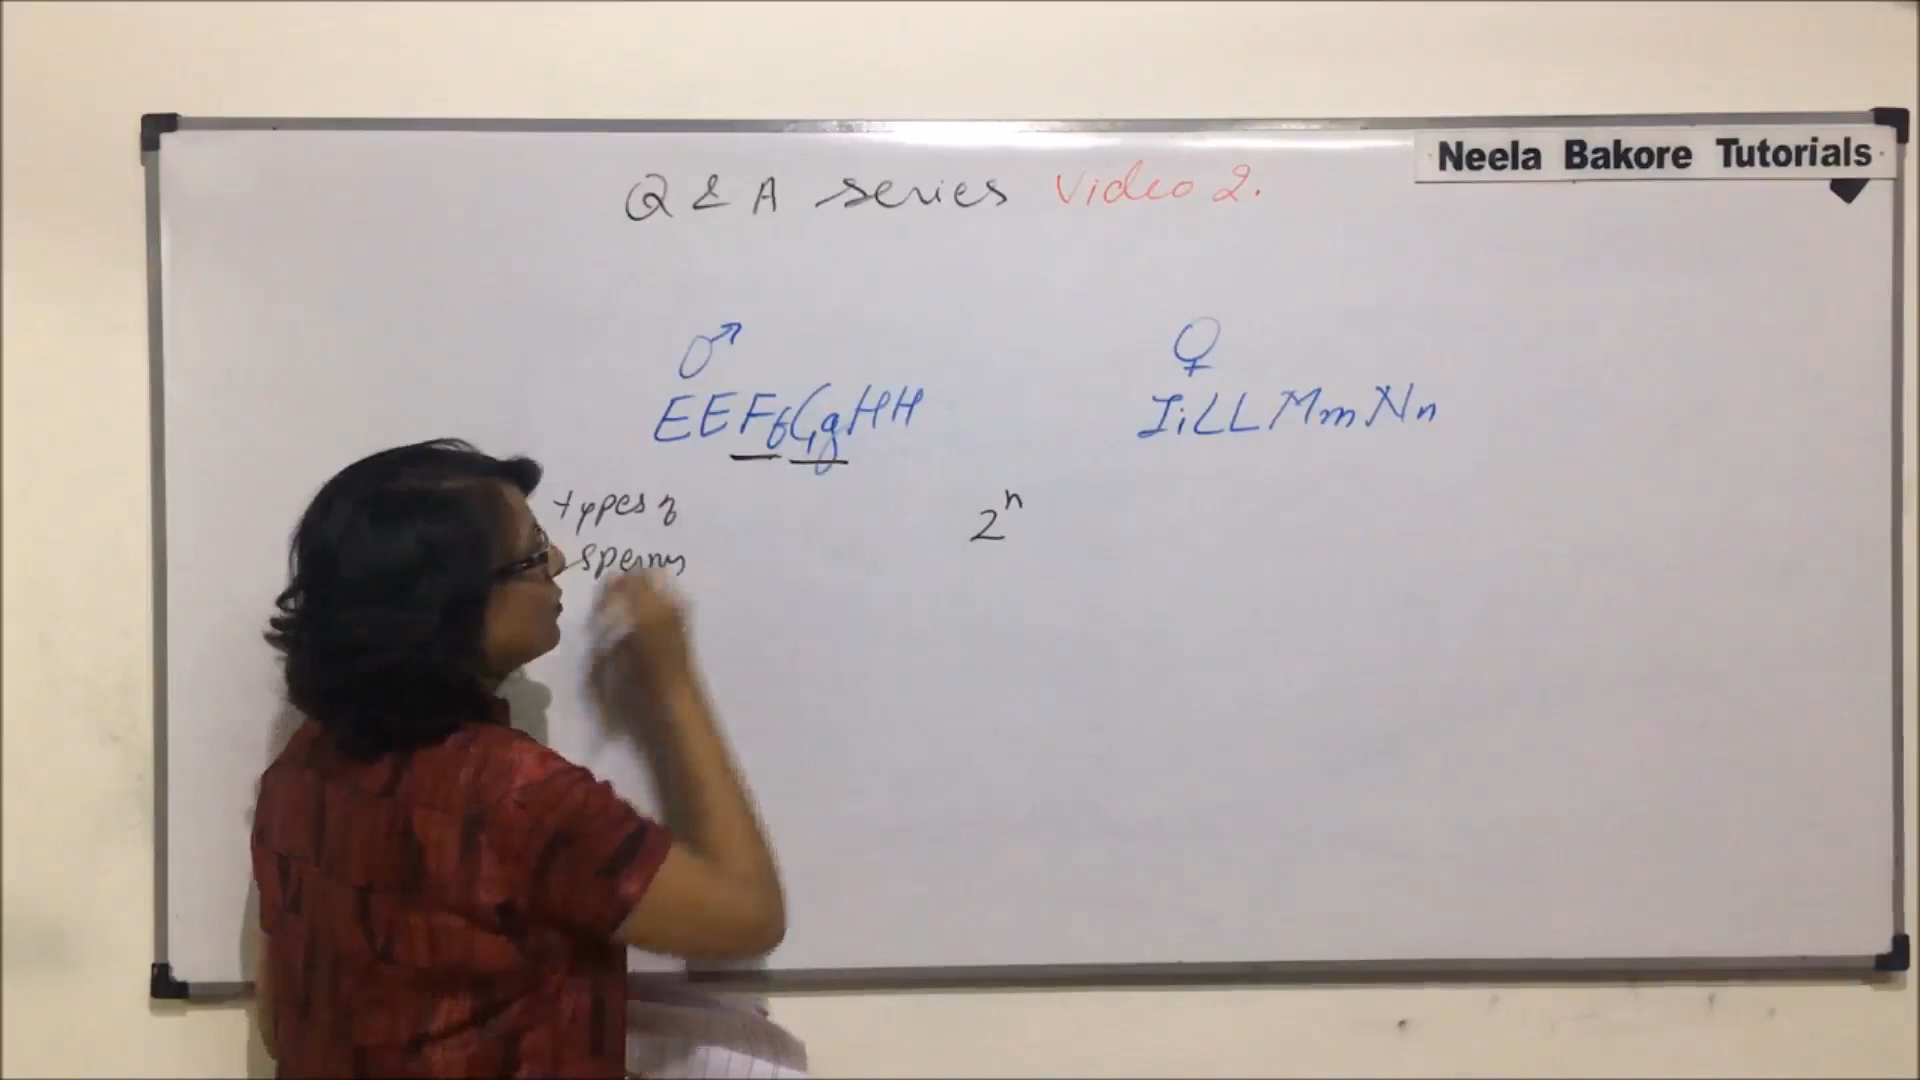 Neela Bakore Tutorials
Q & A series Video 2.
♂ ♀
EEFfGgHH IiLLMmNn
types of
sperms
2ⁿ